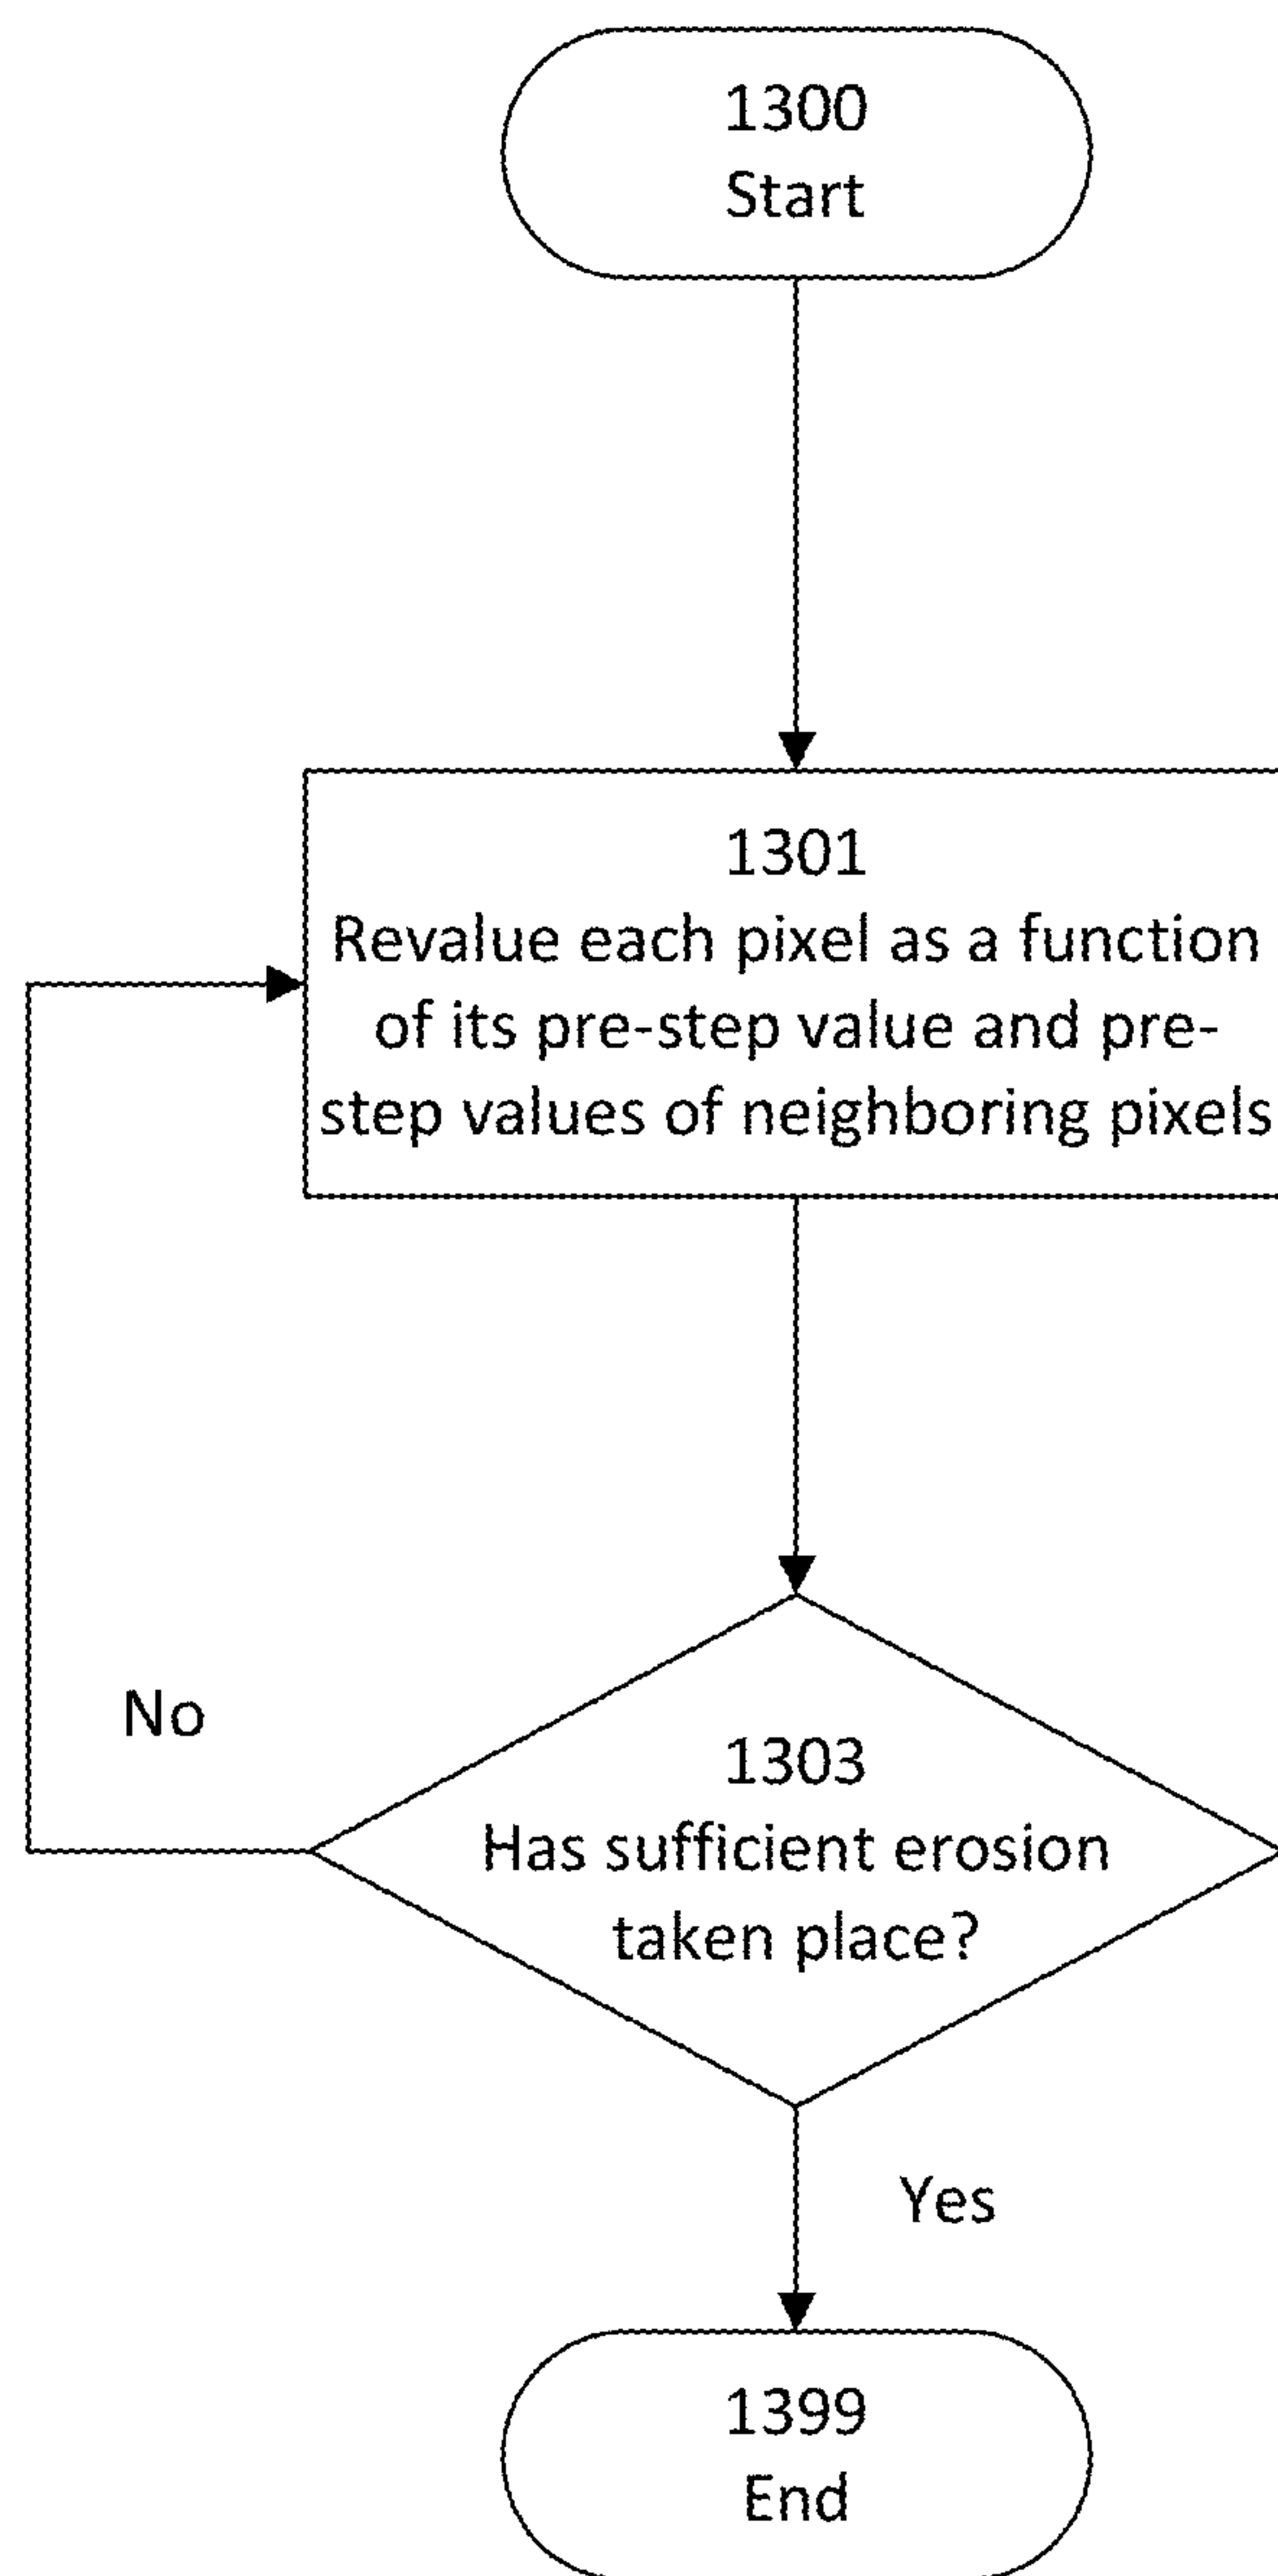 1300
Start
1301
Revalue each pixel as a function
of its pre-step value and pre-
step values of neighboring pixels
No
1303
Has sufficient erosion
taken place?
Yes
1399
End